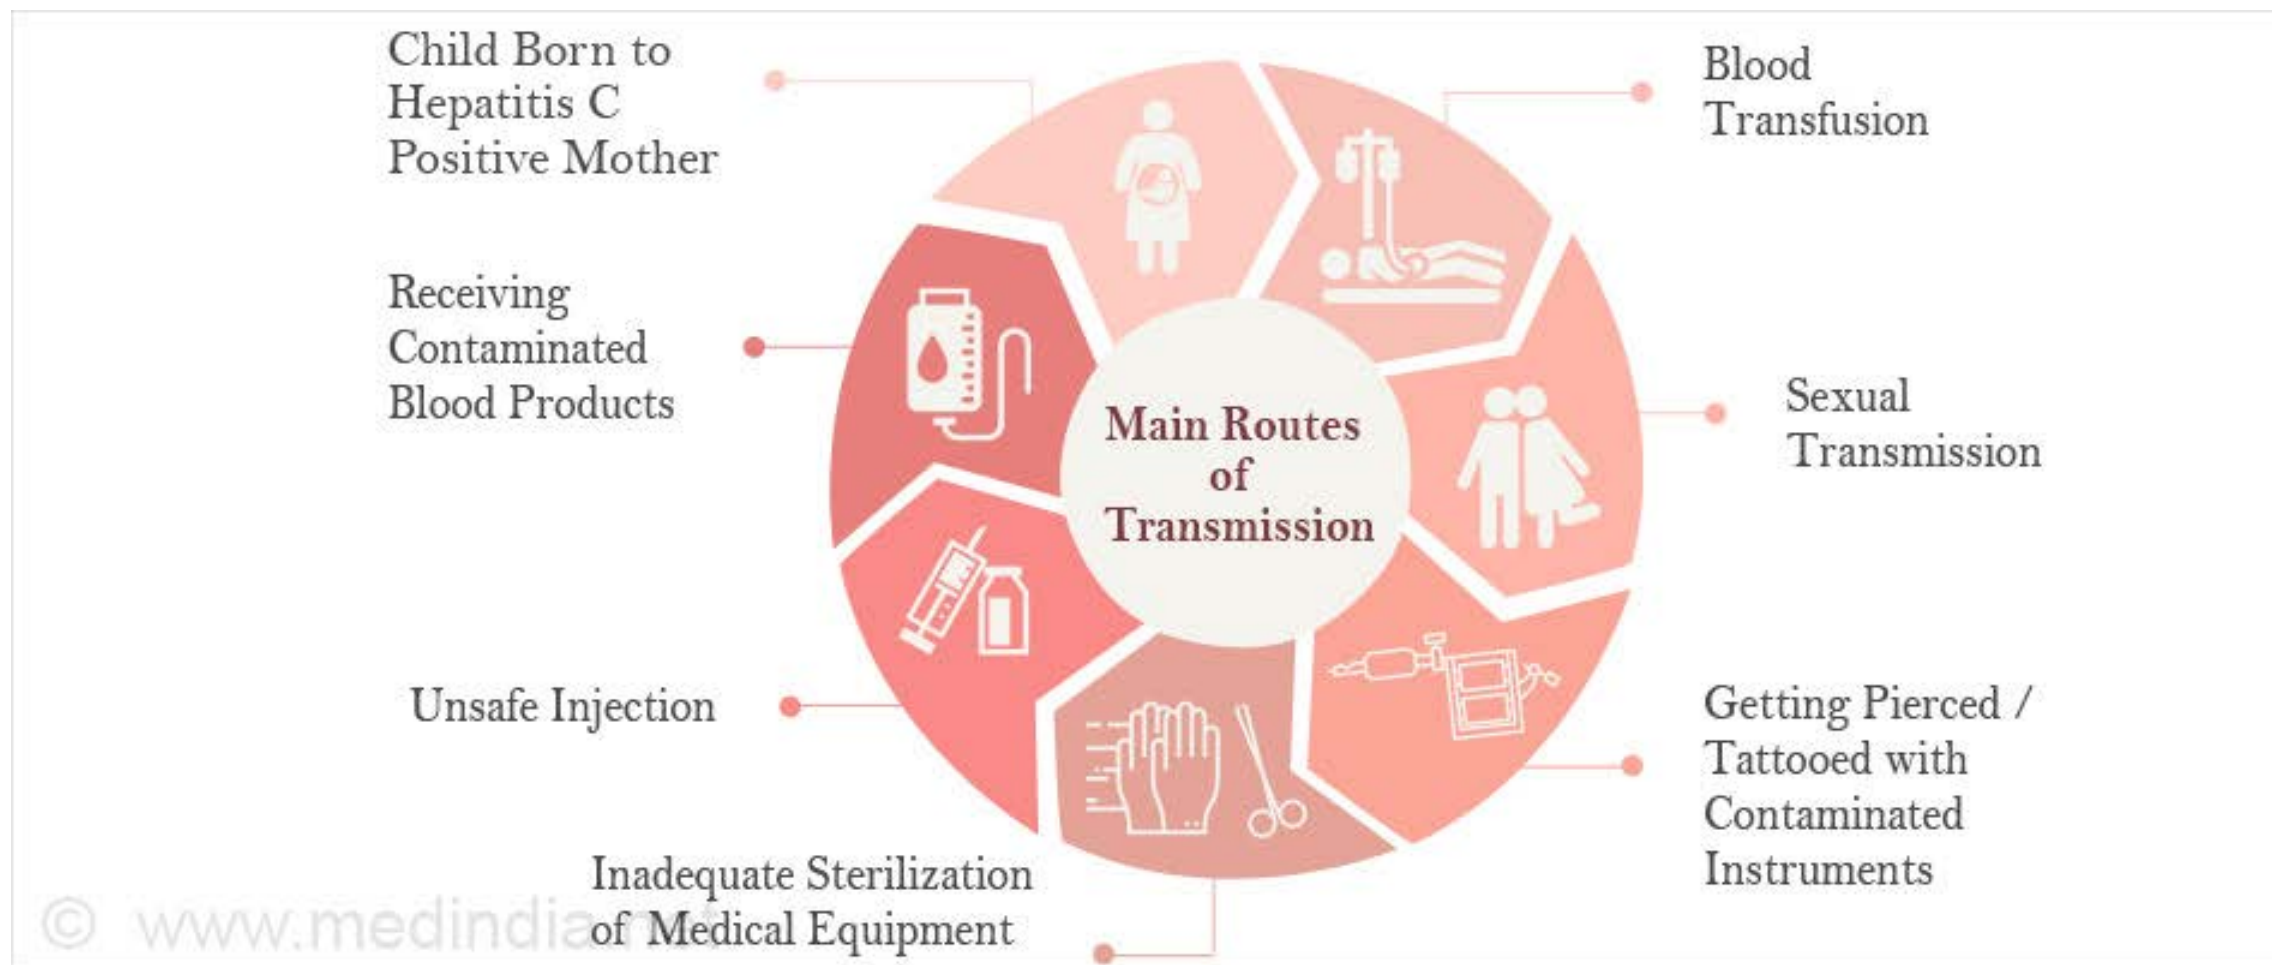 Child Born to
Hepatitis C
Positive Mother
Blood
Transfusion
Receiving
Contaminated
Blood Products
Sexual
Transmission
Main Routes
of
Transmission
Unsafe Injection
Getting Pierced /
Tattooed with
Contaminated
Instruments
Inadequate Sterilization
of Medical Equipment
© www.medindia.net